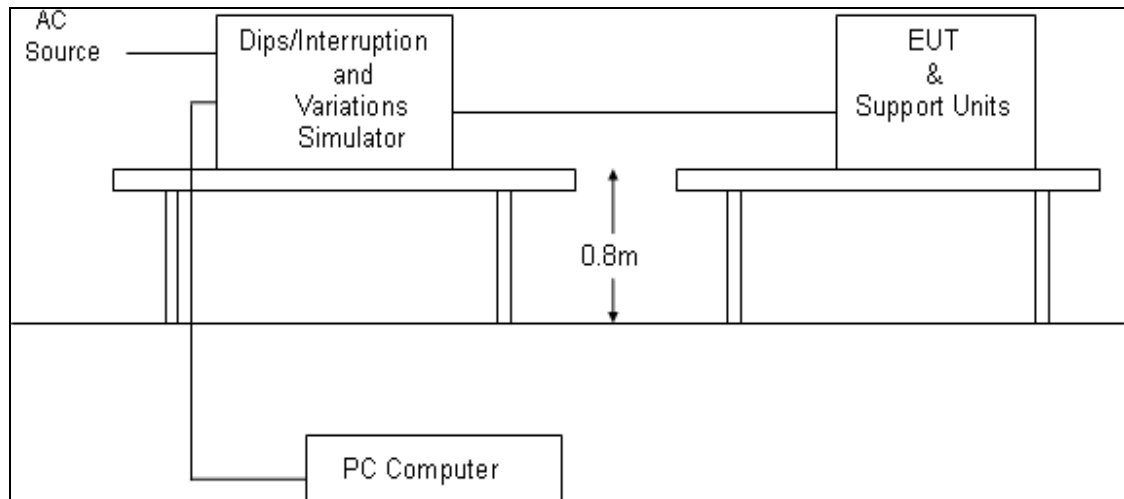 AC
Source
Dips/Interruption
and
Variations
Simulator
EUT
&
Support Units
0.8m
PC Computer